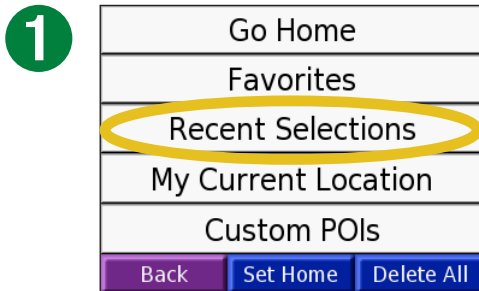 1
Go Home
Favorites
Recent Selections
My Current Location
Custom POIs
Back Set Home Delete All